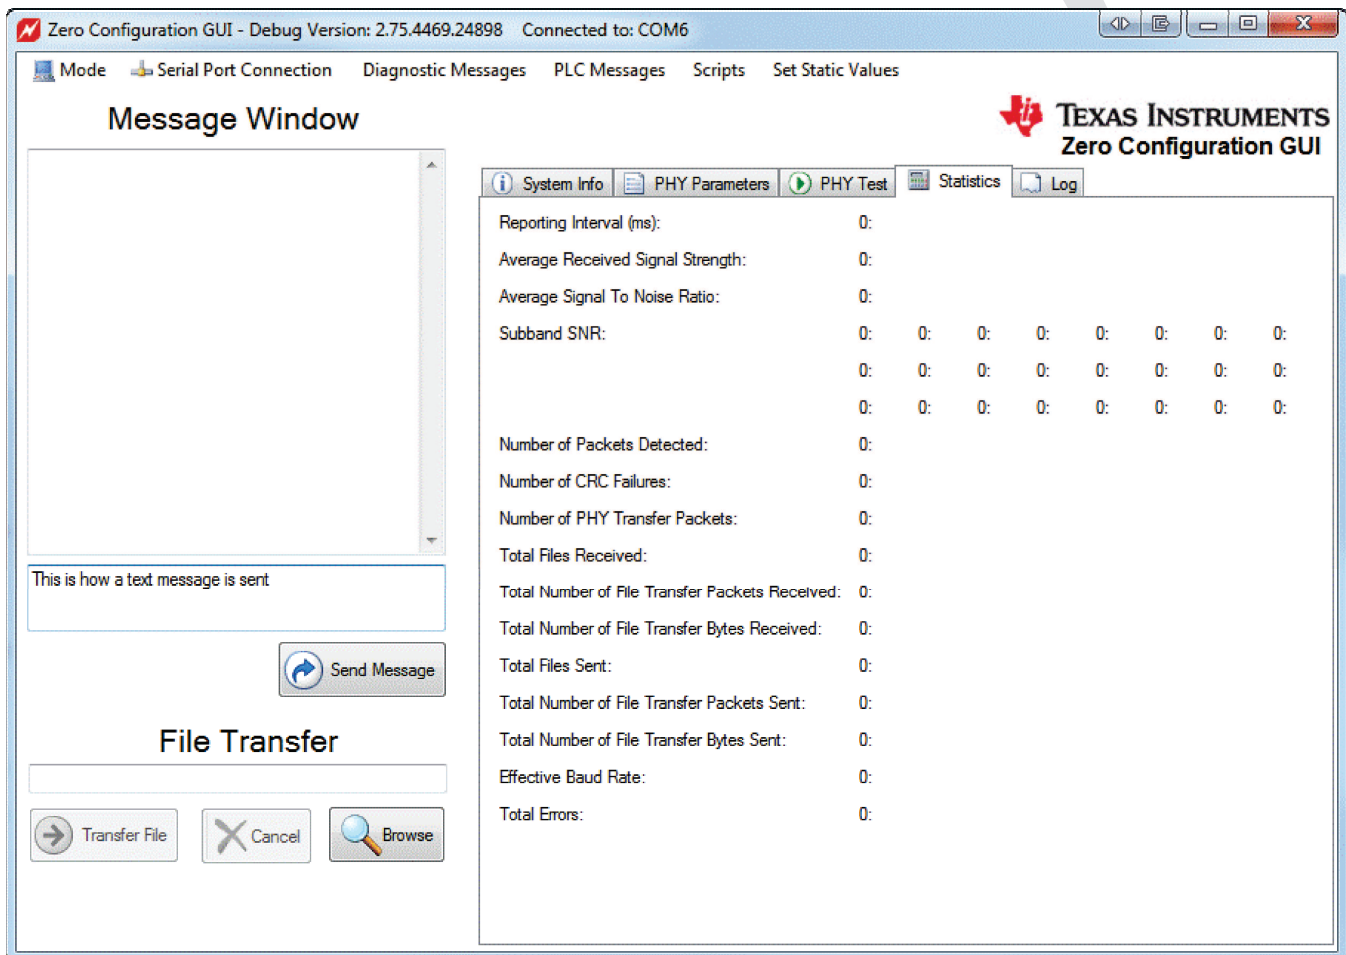 Zero Configuration GUI - Debug Version: 2.75.4469.24898 Connected to: COM6
Mode Serial Port Connection Diagnostic Messages PLC Messages Scripts Set Static Values
Message Window
TEXAS INSTRUMENTS
Zero Configuration GUI
System Info PHY Parameters PHY Test Statistics Log
Reporting Interval (ms): 0:
Average Received Signal Strength: 0:
Average Signal To Noise Ratio: 0:
Subband SNR: 0: 0: 0: 0: 0: 0: 0: 0:
0: 0: 0: 0: 0: 0: 0: 0:
0: 0: 0: 0: 0: 0: 0: 0:
Number of Packets Detected: 0:
Number of CRC Failures: 0:
Number of PHY Transfer Packets: 0:
Total Files Received: 0:
Total Number of File Transfer Packets Received: 0:
Total Number of File Transfer Bytes Received: 0:
Total Files Sent: 0:
Total Number of File Transfer Packets Sent: 0:
Total Number of File Transfer Bytes Sent: 0:
Effective Baud Rate: 0:
Total Errors: 0:
This is how a text message is sent
Send Message
File Transfer
Transfer File Cancel Browse